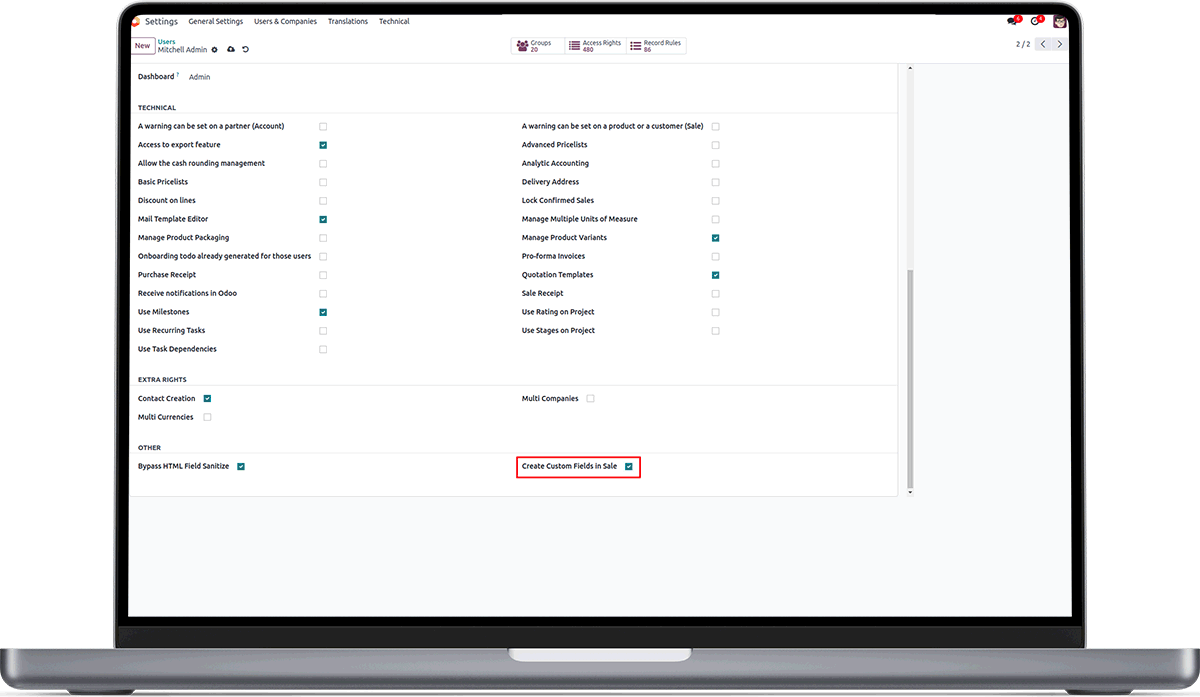 Settings General Settings Users & Companies Translations Technical
6 4
New Users
Mitchell Admin
Groups 20
Access Rights 480
Record Rules 86
2 / 2
Dashboard ? Admin
TECHNICAL
A warning can be set on a partner (Account)
A warning can be set on a product or a customer (Sale)
Access to export feature
Advanced Pricelists
Allow the cash rounding management
Analytic Accounting
Basic Pricelists
Delivery Address
Discount on lines
Lock Confirmed Sales
Mail Template Editor
Manage Multiple Units of Measure
Manage Product Packaging
Manage Product Variants
Onboarding todo already generated for those users
Pro-forma Invoices
Purchase Receipt
Quotation Templates
Receive notifications in Odoo
Sale Receipt
Use Milestones
Use Rating on Project
Use Recurring Tasks
Use Stages on Project
Use Task Dependencies
EXTRA RIGHTS
Contact Creation
Multi Companies
Multi Currencies
OTHER
Bypass HTML Field Sanitize
Create Custom Fields in Sale